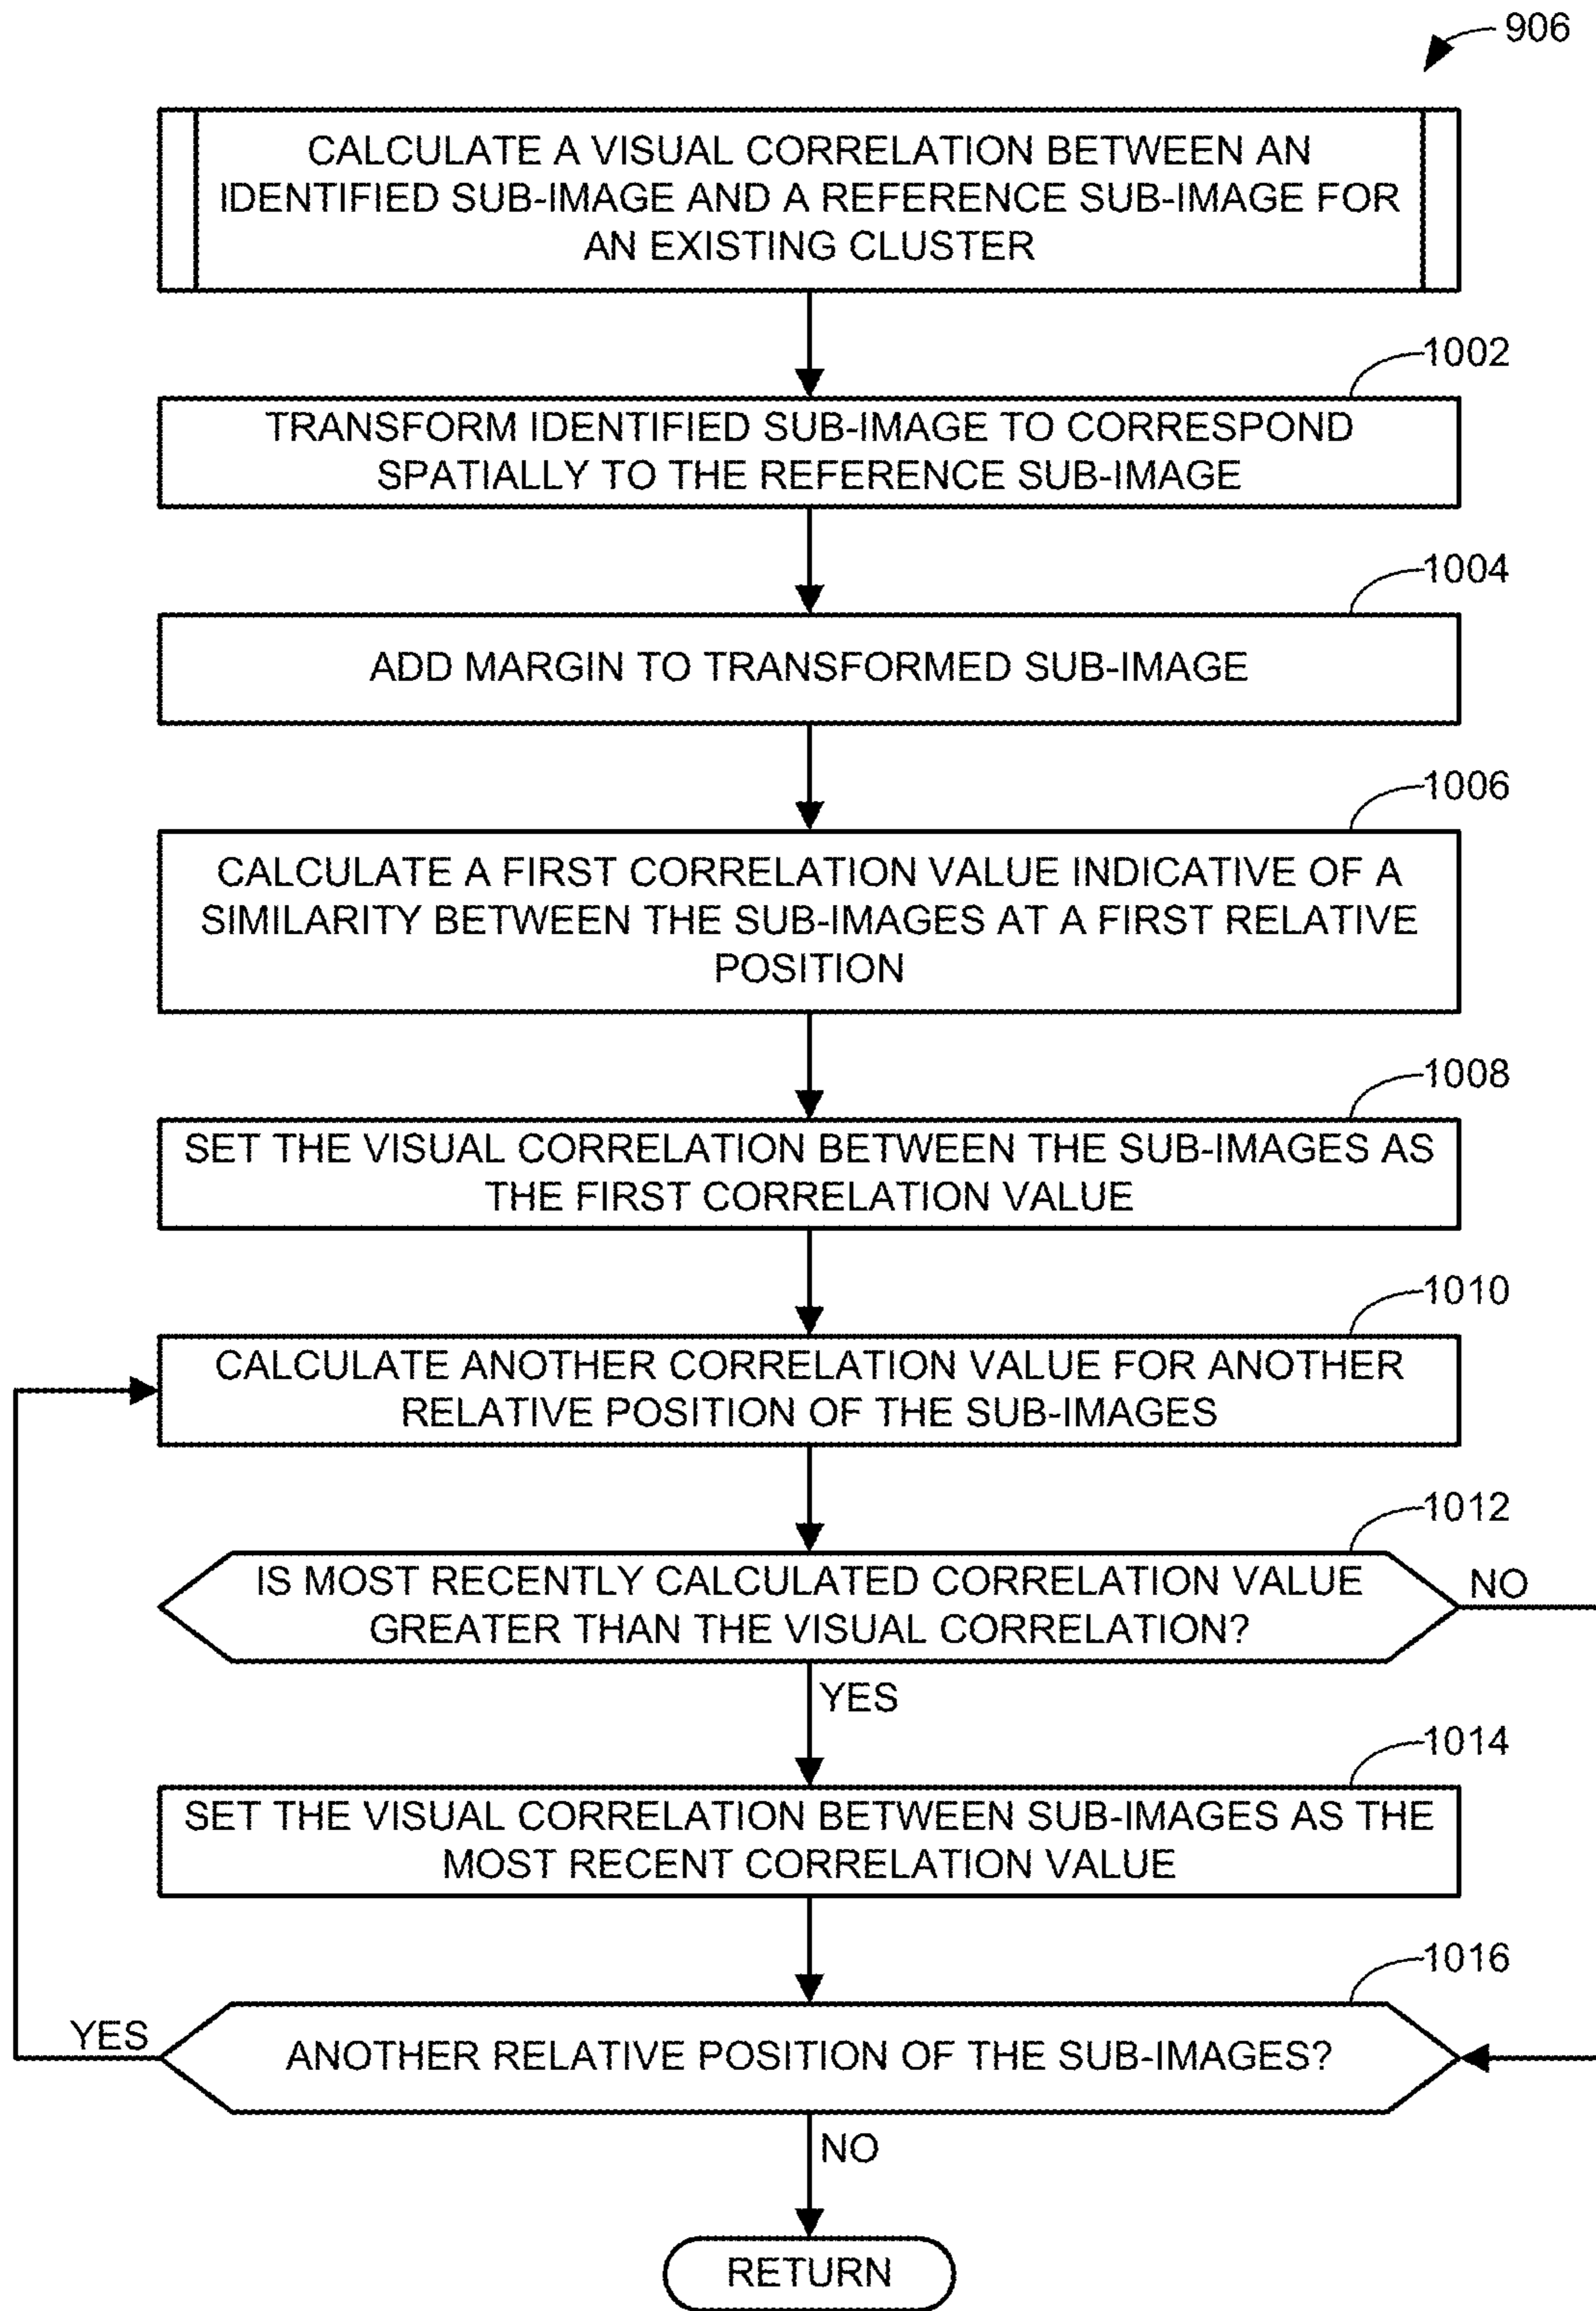 906
CALCULATE A VISUAL CORRELATION BETWEEN AN
IDENTIFIED SUB-IMAGE AND A REFERENCE SUB-IMAGE FOR
AN EXISTING CLUSTER
1002
TRANSFORM IDENTIFIED SUB-IMAGE TO CORRESPOND
SPATIALLY TO THE REFERENCE SUB-IMAGE
1004
ADD MARGIN TO TRANSFORMED SUB-IMAGE
1006
CALCULATE A FIRST CORRELATION VALUE INDICATIVE OF A
SIMILARITY BETWEEN THE SUB-IMAGES AT A FIRST RELATIVE
POSITION
1008
SET THE VISUAL CORRELATION BETWEEN THE SUB-IMAGES AS
THE FIRST CORRELATION VALUE
1010
CALCULATE ANOTHER CORRELATION VALUE FOR ANOTHER
RELATIVE POSITION OF THE SUB-IMAGES
1012
IS MOST RECENTLY CALCULATED CORRELATION VALUE
GREATER THAN THE VISUAL CORRELATION?
NO
YES
1014
SET THE VISUAL CORRELATION BETWEEN SUB-IMAGES AS THE
MOST RECENT CORRELATION VALUE
1016
YES
ANOTHER RELATIVE POSITION OF THE SUB-IMAGES?
NO
RETURN